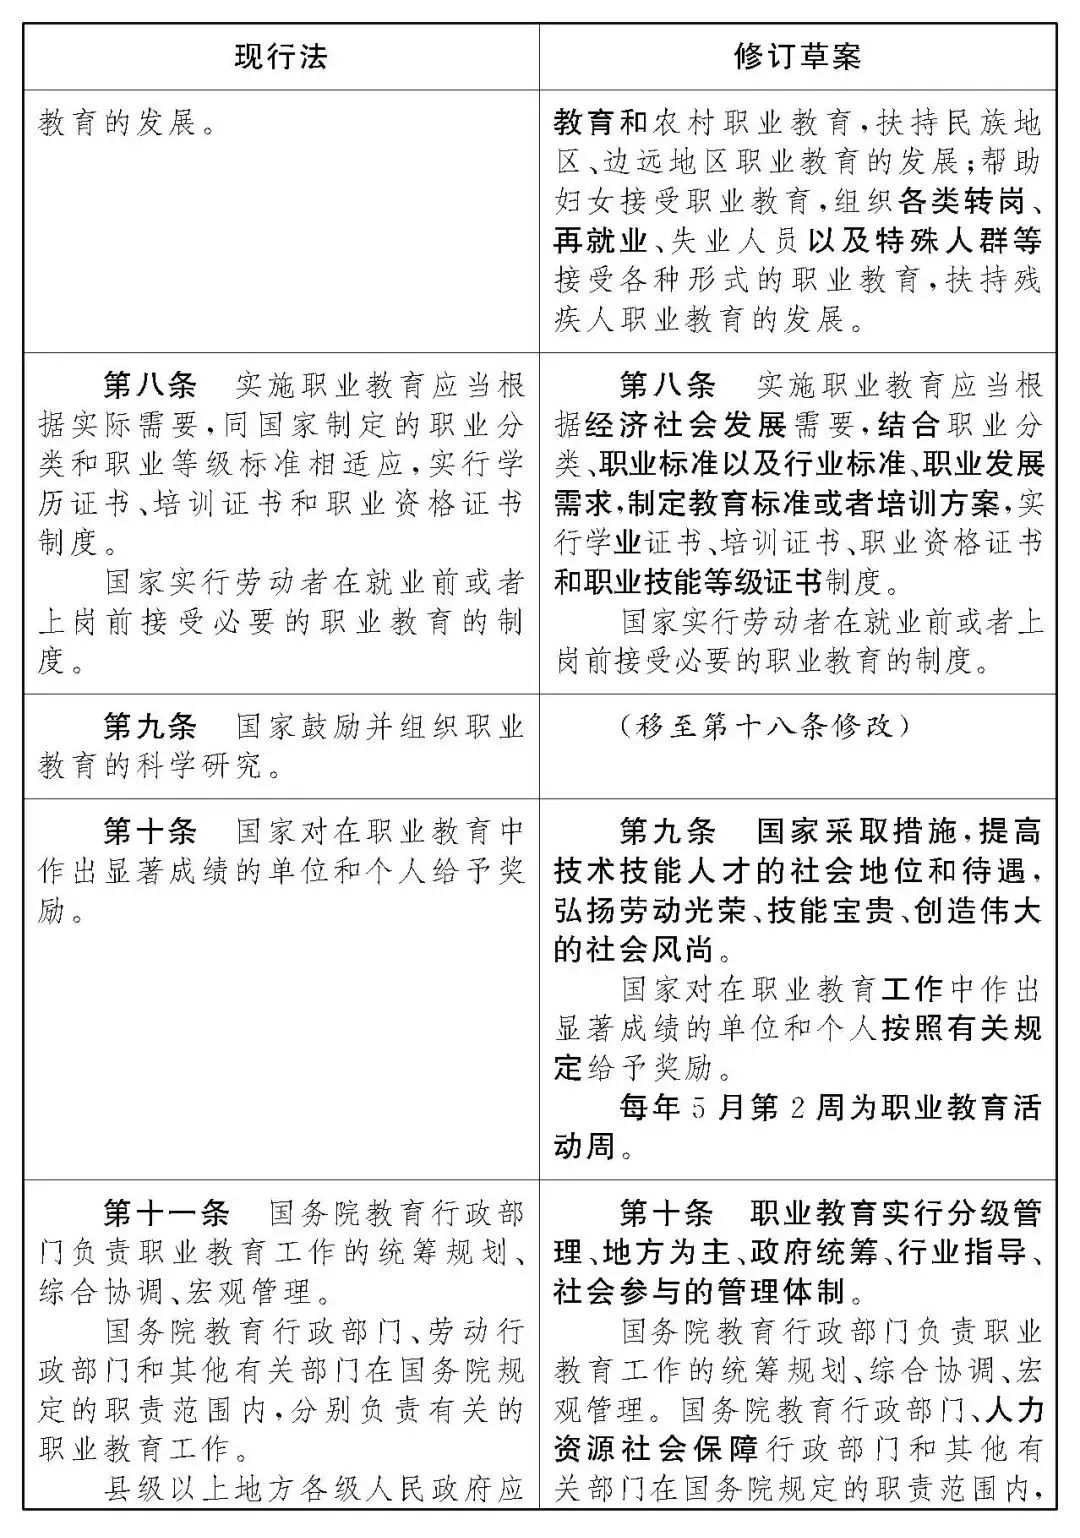 现行法
修订草案
教育的发展。
教育和农村职业教育，扶持民族地
区、边远地区职业教育的发展；帮助
妇女接受职业教育，组织各类转岗、
再就业、失业人员以及特殊人群等
接受各种形式的职业教育，扶持残
疾人职业教育的发展。
第八条　实施职业教育应当根
据实际需要，同国家制定的职业分
类和职业等级标准相适应，实行学
历证书、培训证书和职业资格证书
制度。
国家实行劳动者在就业前或者
上岗前接受必要的职业教育的制
度。
第八条　实施职业教育应当根
据经济社会发展需要，结合职业分
类、职业标准以及行业标准、职业发展
需求，制定教育标准或者培训方案，实
行学业证书、培训证书、职业资格证书
和职业技能等级证书制度。
国家实行劳动者在就业前或者上
岗前接受必要的职业教育的制度。
第九条　国家鼓励并组织职业
教育的科学研究。
（移至第十八条修改）
第十条　国家对在职业教育中
作出显著成绩的单位和个人给予奖
励。
第九条　国家采取措施，提高
技术技能人才的社会地位和待遇，
弘扬劳动光荣、技能宝贵、创造伟大
的社会风尚。
国家对在职业教育工作中作出
显著成绩的单位和个人按照有关规
定给予奖励。
每年5月第2周为职业教育活
动周。
第十一条　国务院教育行政部
门负责职业教育工作的统筹规划、
综合协调、宏观管理。
国务院教育行政部门、劳动行
政部门和其他有关部门在国务院规
定的职责范围内，分别负责有关的
职业教育工作。
县级以上地方各级人民政府应
第十条　职业教育实行分级管
理、地方为主、政府统筹、行业指导、
社会参与的管理体制。
国务院教育行政部门负责职业
教育工作的统筹规划、综合协调、宏
观管理。国务院教育行政部门、人力
资源社会保障行政部门和其他有
关部门在国务院规定的职责范围内，